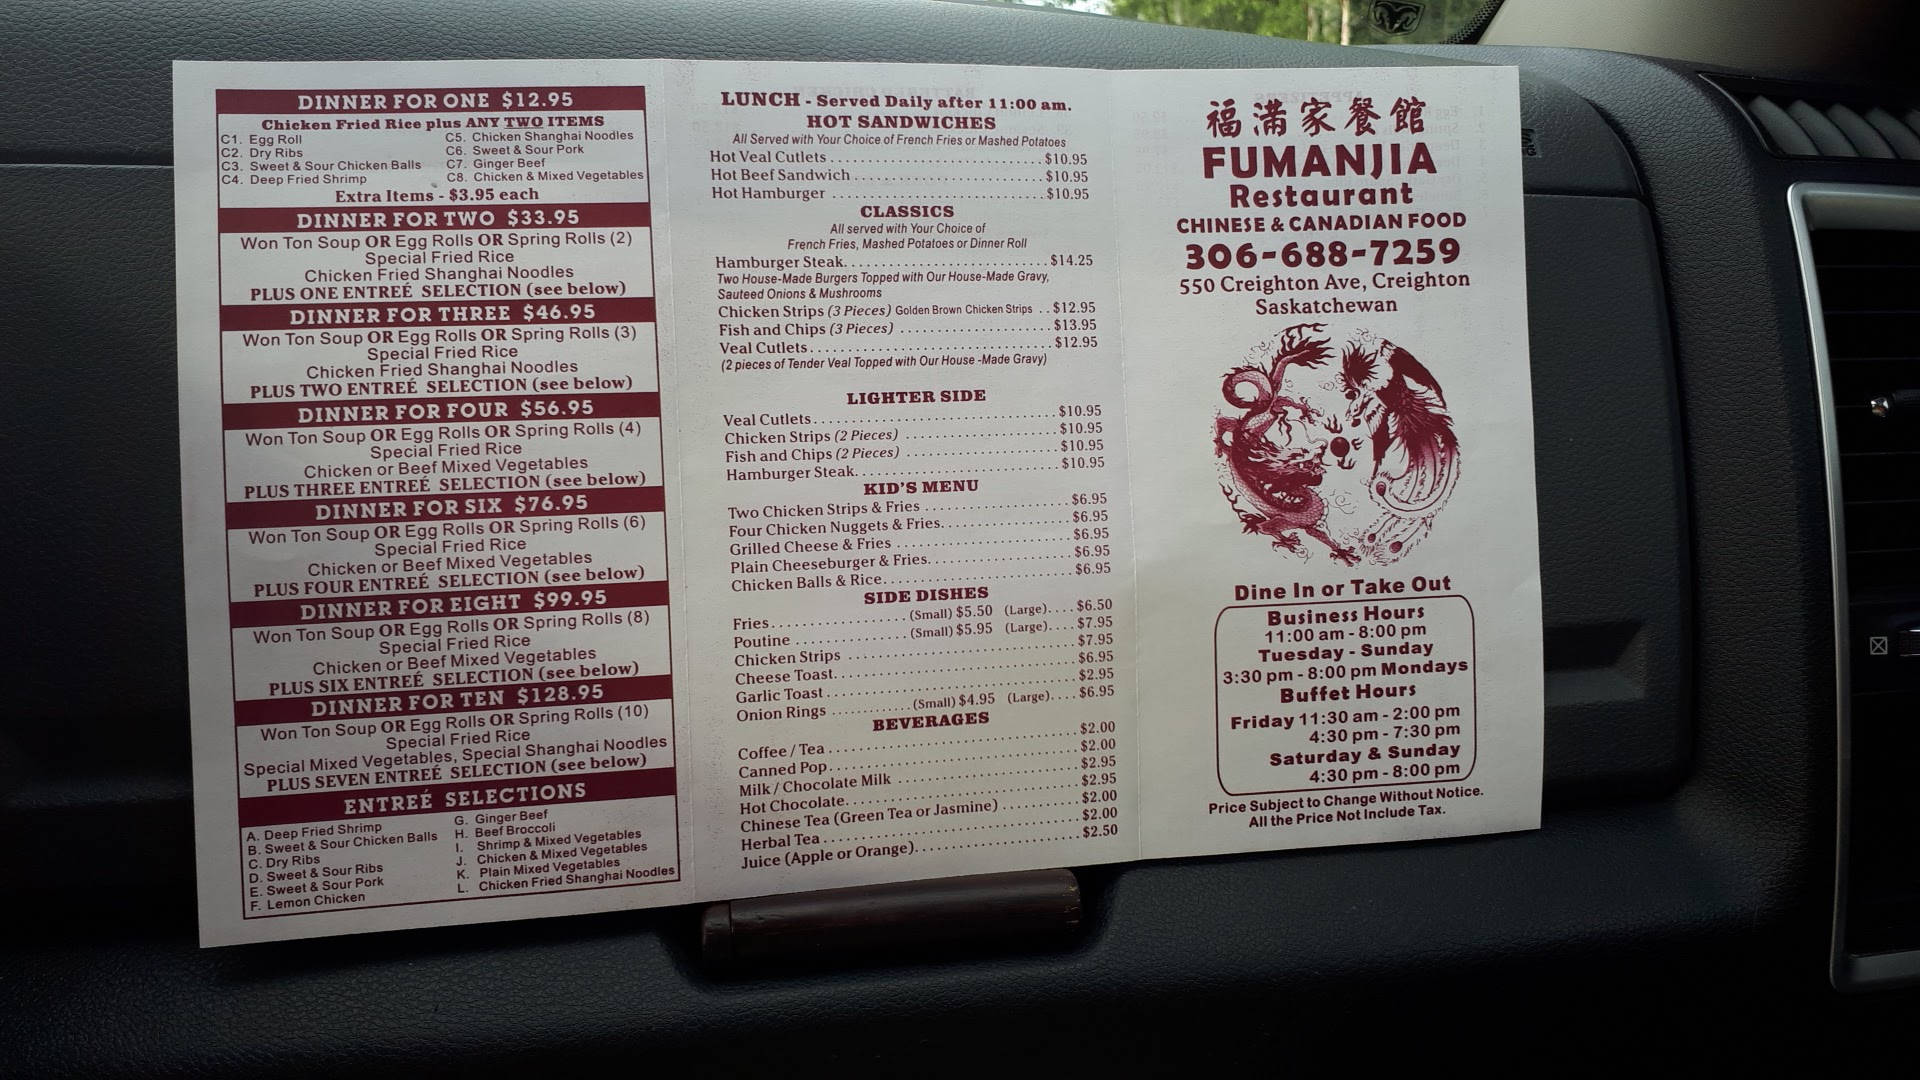 DINNER FOR ONE $12.95
Chicken Fried Rice plus ANY TWO ITEMS
C1. Egg Roll
C2. Dry Ribs
C3. Sweet & Sour Chicken Balls
C4. Deep Fried Shrimp
C5. Chicken Shanghai Noodles
C6. Sweet & Sour Pork
C7. Ginger Beef
C8. Chicken & Mixed Vegetables
Extra Items - $3.95 each
DINNER FOR TWO $33.95
Won Ton Soup OR Egg Rolls OR Spring Rolls (2)
Special Fried Rice
Chicken Fried Shanghai Noodles
PLUS ONE ENTREÉ SELECTION (see below)
DINNER FOR THREE $46.95
Won Ton Soup OR Egg Rolls OR Spring Rolls (3)
Special Fried Rice
Chicken Fried Shanghai Noodles
PLUS TWO ENTREÉ SELECTION (see below)
DINNER FOR FOUR $56.95
Won Ton Soup OR Egg Rolls OR Spring Rolls (4)
Special Fried Rice
Chicken or Beef Mixed Vegetables
PLUS THREE ENTREÉ SELECTION (see below)
DINNER FOR SIX $76.95
Won Ton Soup OR Egg Rolls OR Spring Rolls (6)
Special Fried Rice
Chicken or Beef Mixed Vegetables
PLUS FOUR ENTREÉ SELECTION (see below)
DINNER FOR EIGHT $99.95
Won Ton Soup OR Egg Rolls OR Spring Rolls (8)
Special Fried Rice
Chicken or Beef Mixed Vegetables
PLUS SIX ENTREÉ SELECTION (see below)
DINNER FOR TEN $128.95
Won Ton Soup OR Egg Rolls OR Spring Rolls (10)
Special Fried Rice
Special Mixed Vegetables, Special Shanghai Noodles
PLUS SEVEN ENTREÉ SELECTION (see below)
ENTREÉ SELECTIONS
A. Deep Fried Shrimp
B. Sweet & Sour Chicken Balls
C. Dry Ribs
D. Sweet & Sour Ribs
E. Sweet & Sour Pork
F. Lemon Chicken
G. Ginger Beef
H. Beef Broccoli
I. Shrimp & Mixed Vegetables
J. Chicken & Mixed Vegetables
K. Plain Mixed Vegetables
L. Chicken Fried Shanghai Noodles
LUNCH - Served Daily after 11:00 am.
HOT SANDWICHES
All Served with Your Choice of French Fries or Mashed Potatoes
Hot Veal Cutlets $10.95
Hot Beef Sandwich $10.95
Hot Hamburger $10.95
CLASSICS
All served with Your Choice of
French Fries, Mashed Potatoes or Dinner Roll
Hamburger Steak $14.25
Two House-Made Burgers Topped with Our House-Made Gravy,
Sauteed Onions & Mushrooms
Chicken Strips (3 Pieces) Golden Brown Chicken Strips $12.95
Fish and Chips (3 Pieces) $13.95
Veal Cutlets $12.95
(2 pieces of Tender Veal Topped with Our House -Made Gravy)
LIGHTER SIDE
Veal Cutlets $10.95
Chicken Strips (2 Pieces) $10.95
Fish and Chips (2 Pieces) $10.95
Hamburger Steak $10.95
KID'S MENU
Two Chicken Strips & Fries $6.95
Four Chicken Nuggets & Fries $6.95
Grilled Cheese & Fries $6.95
Plain Cheeseburger & Fries $6.95
Chicken Balls & Rice $6.95
SIDE DISHES
Fries (Small) $5.50 (Large) $6.50
Poutine (Small) $5.95 (Large) $7.95
Chicken Strips $7.95
Cheese Toast $6.95
Garlic Toast $2.95
Onion Rings (Small) $4.95 (Large) $6.95
BEVERAGES
Coffee / Tea $2.00
Canned Pop $2.00
Milk / Chocolate Milk $2.95
Hot Chocolate $2.95
Chinese Tea (Green Tea or Jasmine) $2.00
Herbal Tea $2.00
Juice (Apple or Orange) $2.50
福滿家餐館
FUMANJIA
Restaurant
CHINESE & CANADIAN FOOD
306-688-7259
550 Creighton Ave, Creighton
Saskatchewan
Dine In or Take Out
Business Hours
11:00 am - 8:00 pm
Tuesday - Sunday
3:30 pm - 8:00 pm Mondays
Buffet Hours
Friday 11:30 am - 2:00 pm
4:30 pm - 7:30 pm
Saturday & Sunday
4:30 pm - 8:00 pm
Price Subject to Change Without Notice.
All the Price Not Include Tax.